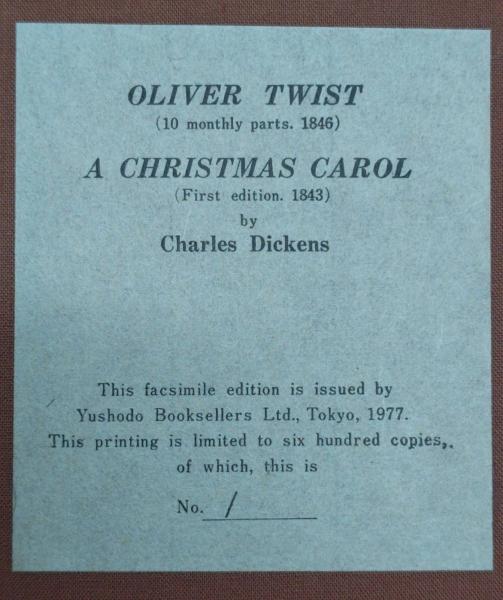 OLIVER TWIST
(10 monthly parts. 1846)
A CHRISTMAS CAROL
(First edition. 1843)
by
Charles Dickens
This facsimile edition is issued by
Yushodo Booksellers Ltd., Tokyo, 1977.
This printing is limited to six hundred copies,.
of which, this is
No. /